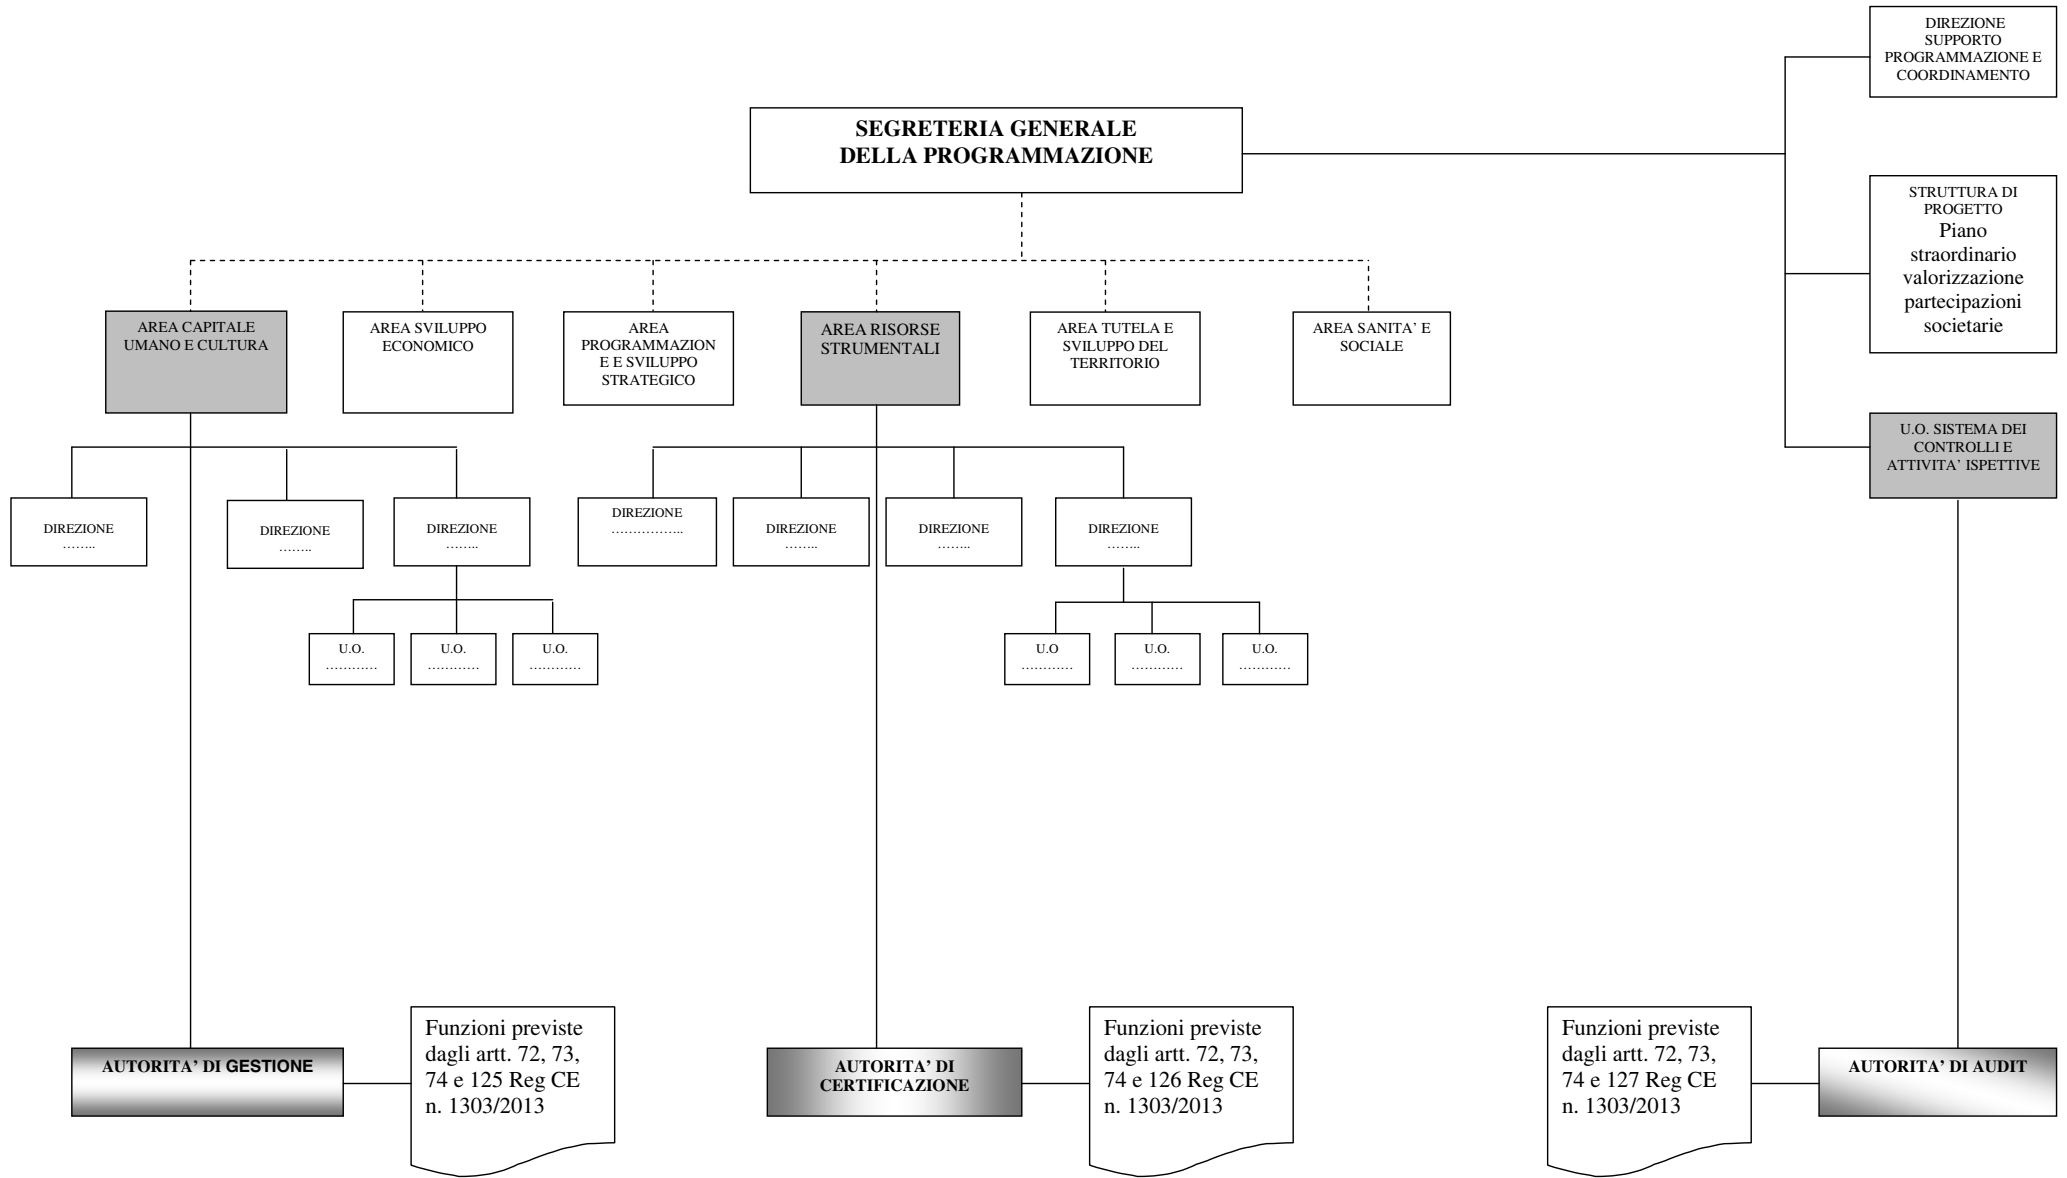 DIREZIONE
SUPPORTO
PROGRAMMAZIONE E
COORDINAMENTO
SEGRETERIA GENERALE
DELLA PROGRAMMAZIONE
STRUTTURA DI
PROGETTO
Piano
straordinario
valorizzazione
partecipazioni
societarie
AREA CAPITALE
UMANO E CULTURA
AREA SVILUPPO
ECONOMICO
AREA
PROGRAMMAZION
E E SVILUPPO
STRATEGICO
AREA RISORSE
STRUMENTALI
AREA TUTELA E
SVILUPPO DEL
TERRITORIO
AREA SANITA’ E
SOCIALE
U.O. SISTEMA DEI
CONTROLLI E
ATTIVITA’ ISPETTIVE
DIREZIONE
……..
DIREZIONE
……..
DIREZIONE
……..
DIREZIONE
……………..
DIREZIONE
……..
DIREZIONE
……..
DIREZIONE
……..
U.O.
…………
U.O.
…………
U.O.
…………
U.O
…………
U.O.
…………
U.O.
…………
AUTORITA’ DI GESTIONE
Funzioni previste
dagli artt. 72, 73,
74 e 125 Reg CE
n. 1303/2013
AUTORITA’ DI
CERTIFICAZIONE
Funzioni previste
dagli artt. 72, 73,
74 e 126 Reg CE
n. 1303/2013
Funzioni previste
dagli artt. 72, 73,
74 e 127 Reg CE
n. 1303/2013
AUTORITA’ DI AUDIT